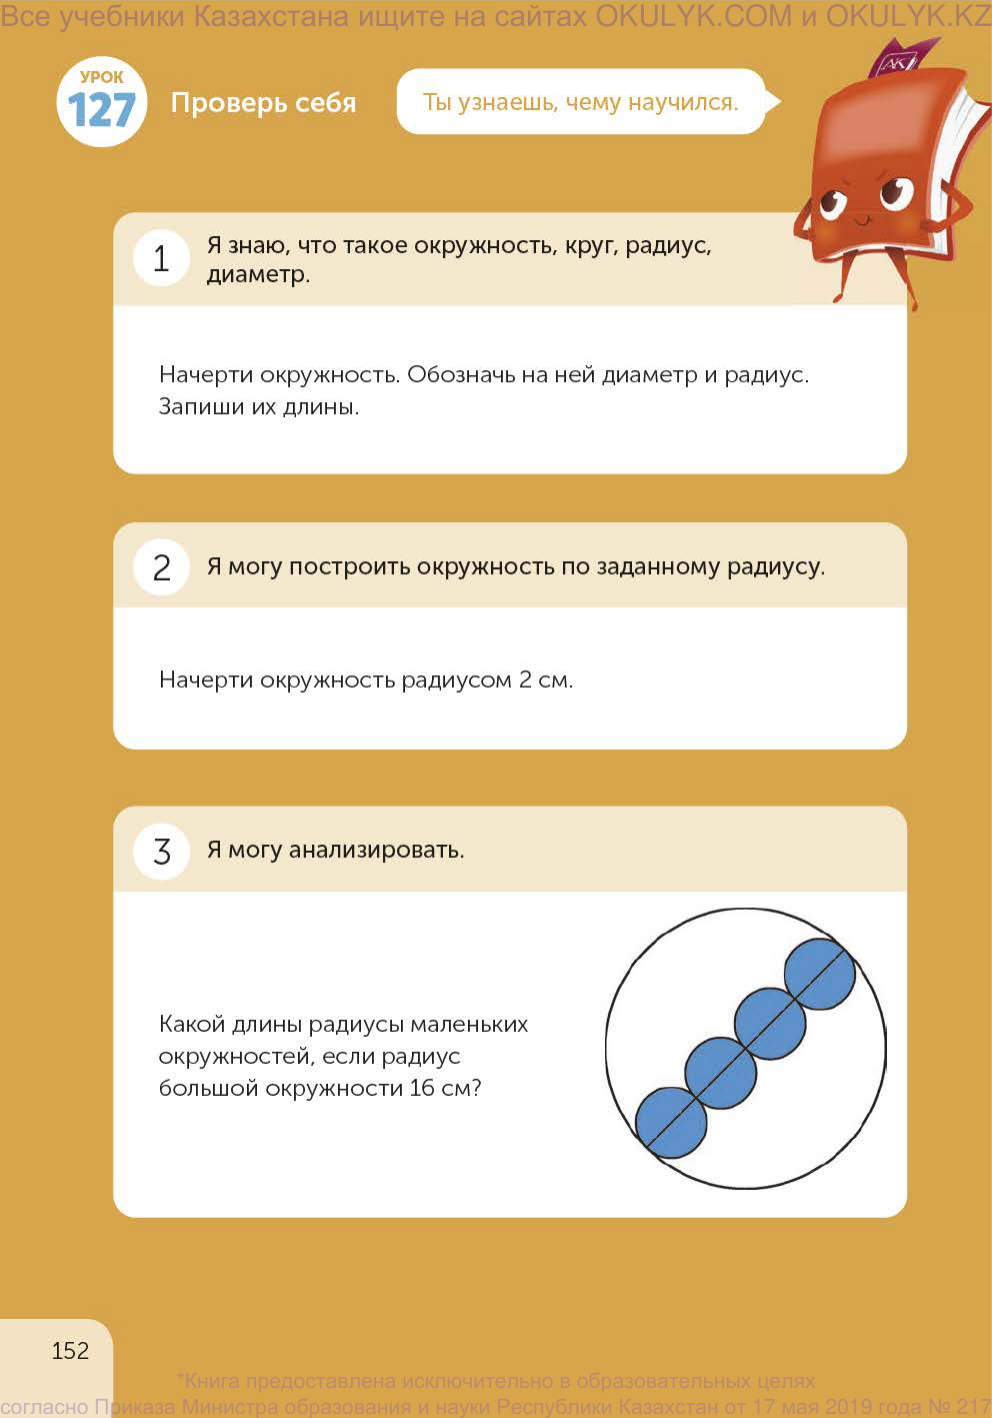 Все учебники Казахстана ищите на сайтах OKULYK.COM и OKULYK.KZ
УРОК
127
Проверь себя
Ты узнаешь, чему научился.
АК
1
Я знаю, что такое окружность, круг, радиус,
диаметр.
Начерти окружность. Обозначь на ней диаметр и радиус.
Запиши их длины.
2
Я могу построить окружность по заданному радиусу.
Начерти окружность радиусом 2 см.
3
Я могу анализировать.
Какой длины радиусы маленьких
окружностей, если радиус
большой окружности 16 см?
152
*Книга предоставлена исключительно в образовательных целях
согласно Приказа Министра образования и науки Республики Казахстан от 17 мая 2019 года № 217